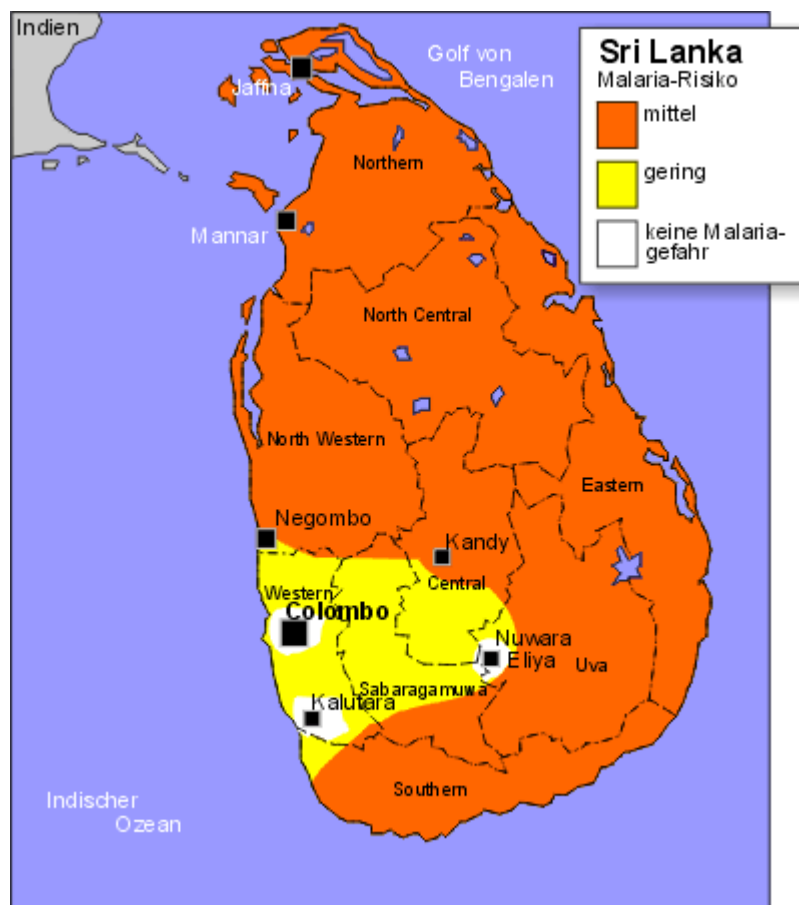 Indien
Golf von
Bengalen
Sri Lanka
Malaria-Risiko
mittel
gering
keine Malaria-
gefahr
Jaffna
Northern
Mannar
North Central
North Western
Eastern
Negombo
Kandy
Central
Western
Colombo
Nuwara
Eliya
Uva
Sabaragamuwa
Kalutara
Southern
Indischer
Ozean